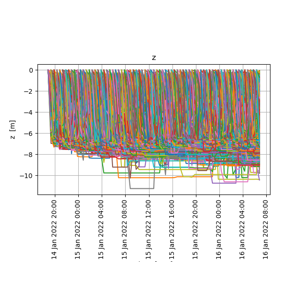 z
0
−2
−4
−6
−8
−10
z [m]
14 Jan 2022 20:00
15 Jan 2022 00:00
15 Jan 2022 04:00
15 Jan 2022 08:00
15 Jan 2022 12:00
15 Jan 2022 16:00
15 Jan 2022 20:00
16 Jan 2022 00:00
16 Jan 2022 04:00
16 Jan 2022 08:00